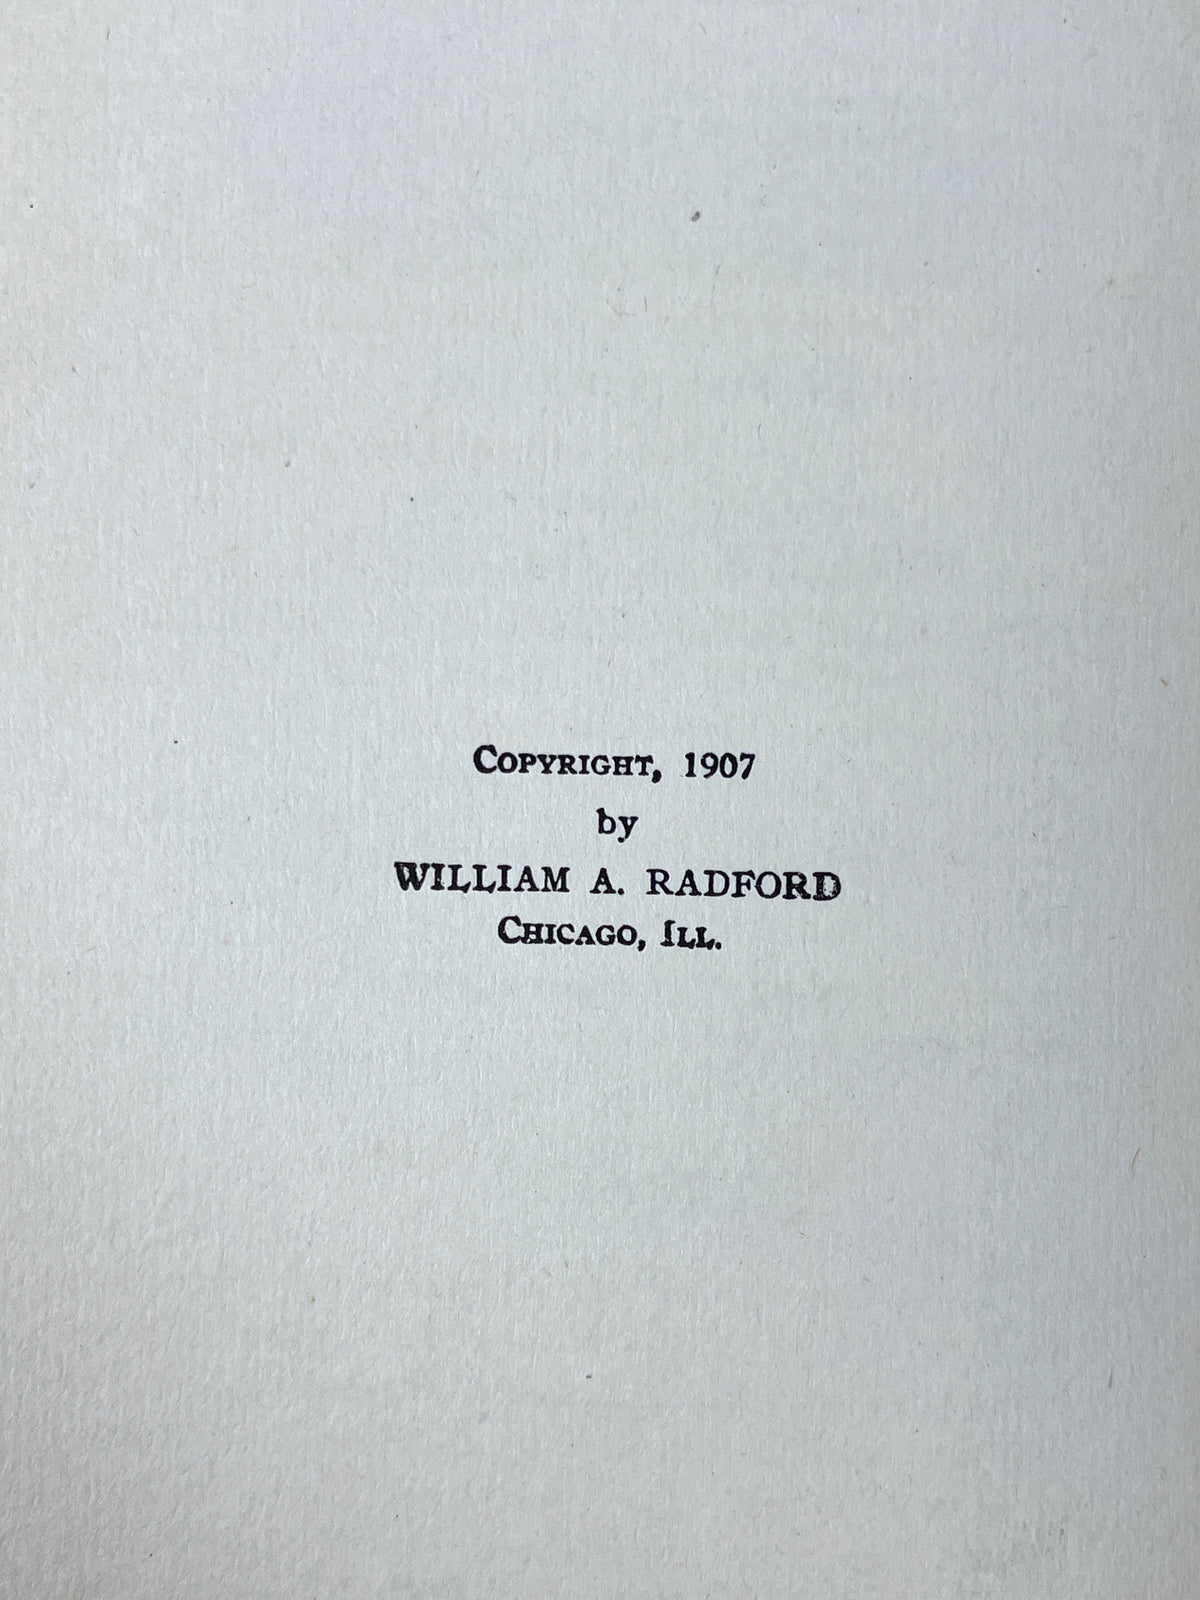 COPYRIGHT, 1907
by
WILLIAM A. RADFORD
CHICAGO, ILL.